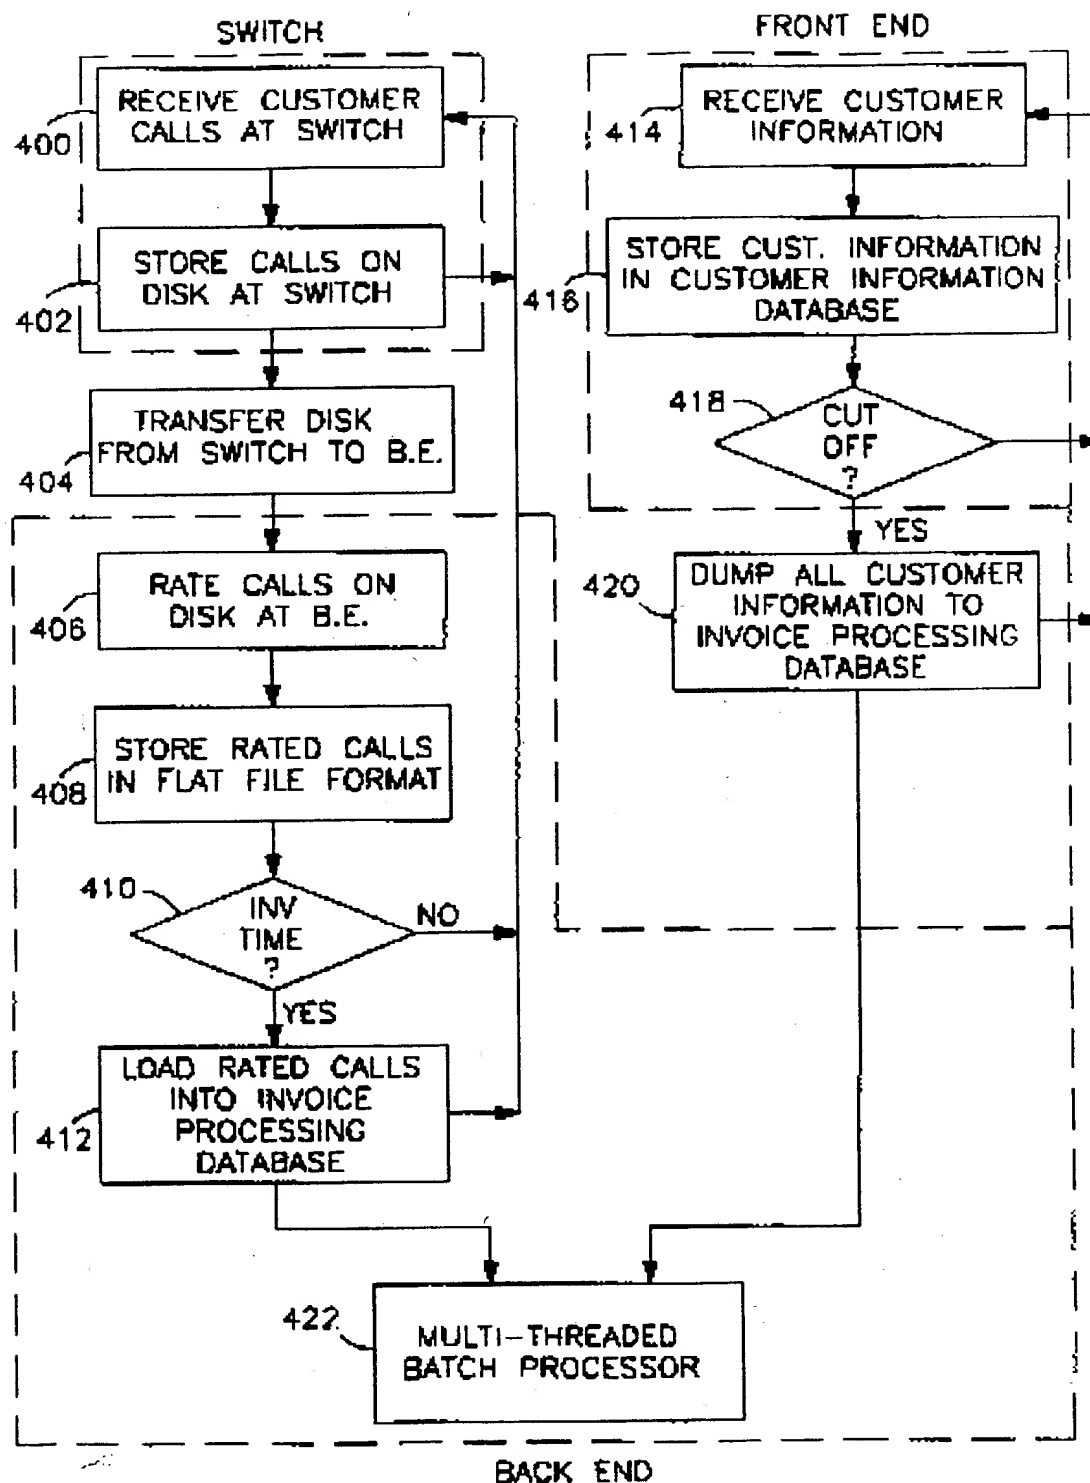 SWITCH
RECEIVE CUSTOMER
CALLS AT SWITCH
400
STORE CALLS ON
DISK AT SWITCH
402
TRANSFER DISK
FROM SWITCH TO B.E.
404
RATE CALLS ON
DISK AT B.E.
406
STORE RATED CALLS
IN FLAT FILE FORMAT
408
410
INV
TIME
?
NO
YES
LOAD RATED CALLS
INTO INVOICE
PROCESSING
DATABASE
412
FRONT END
RECEIVE CUSTOMER
INFORMATION
414
STORE CUST. INFORMATION
IN CUSTOMER INFORMATION
DATABASE
416
418
CUT
OFF
?
YES
DUMP ALL CUSTOMER
INFORMATION TO
INVOICE PROCESSING
DATABASE
420
422
MULTI-THREADED
BATCH PROCESSOR
BACK END